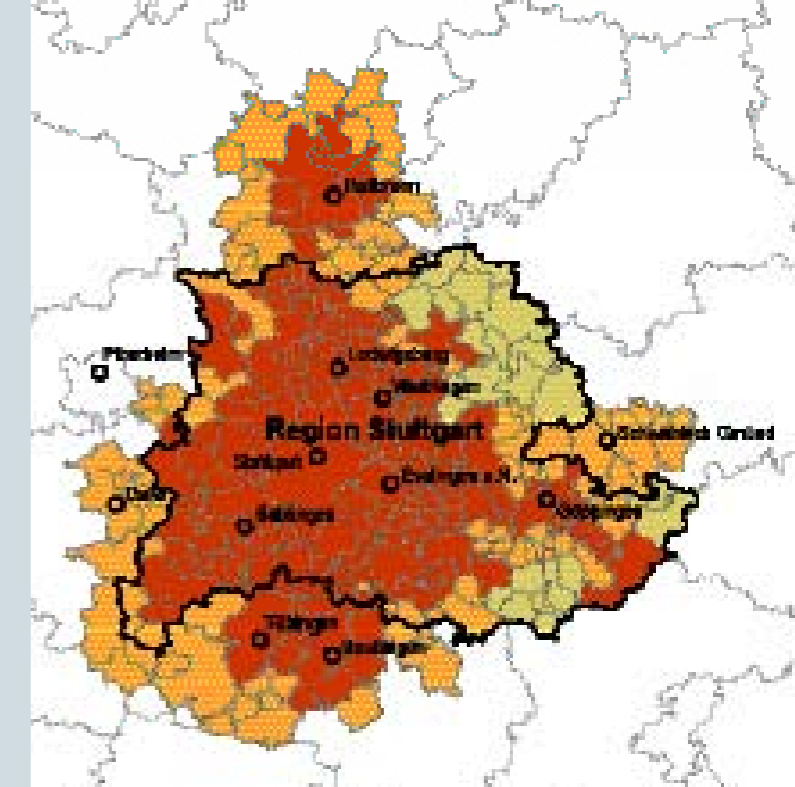 Heilbronn
Pforzheim
Ludwigsburg
Waiblingen
Region Stuttgart
Schwäbisch Gmünd
Stuttgart
Esslingen a.N.
Calw
Göppingen
Böblingen
Tübingen
Reutlingen